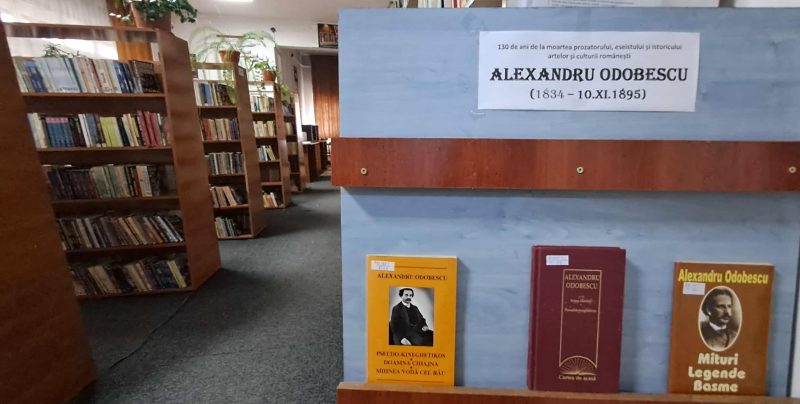 130 de ani de la moartea prozatorului, eseistului și istoricului
artelor și culturii românești
ALEXANDRU ODOBESCU
(1834 – 10.XI.1895)
ALEXANDRU ODOBESCU
PSEUDO-KINEGHETIKOS
DOAMNA CHIAJNA
MIHNEA VODĂ CEL RĂU
ALEXANDRU
ODOBESCU
Pseudokyneghetikos
Cartea de acasă
Alexandru Odobescu
Mituri
Legende
Basme